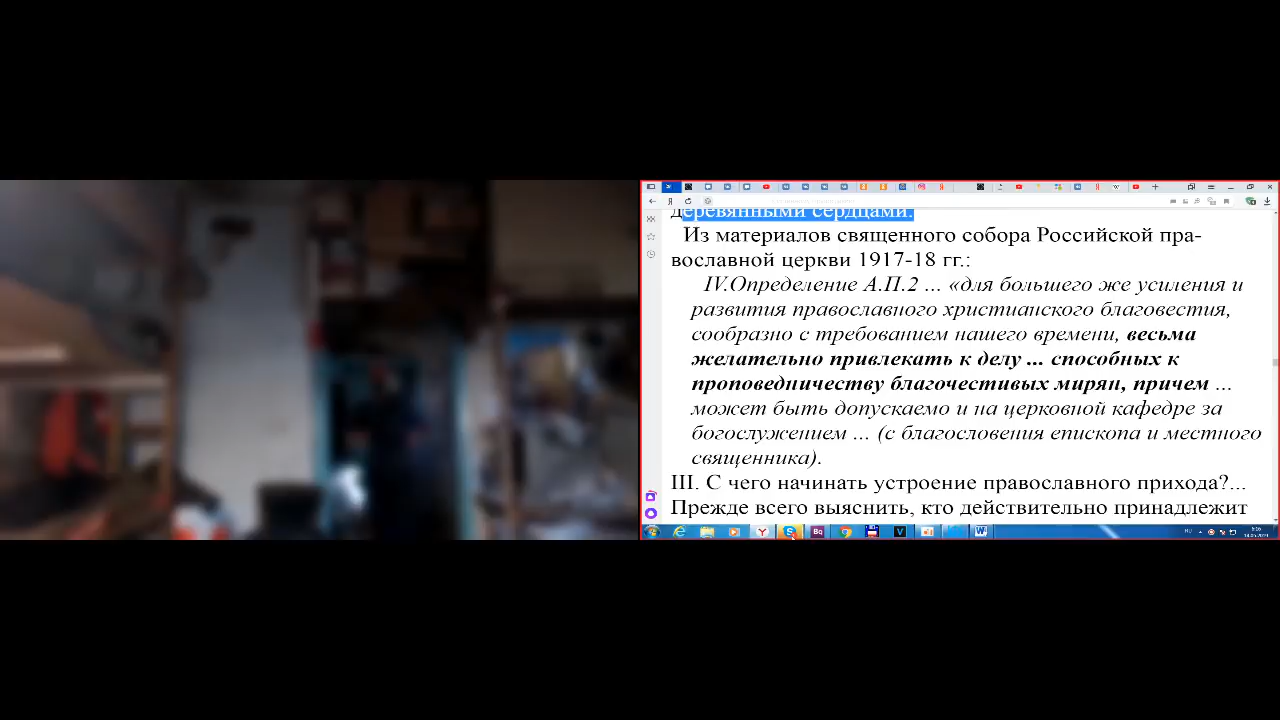 деревянными сердцами.
Из материалов священного собора Российской пра-
вославной церкви 1917-18 гг.:
IV.Определение А.П.2 ... «для большего же усиления и
развития православного христианского благовестия,
сообразно с требованием нашего времени, весьма
желательно привлекать к делу ... способных к
проповедничеству благочестивых мирян, причем ...
может быть допускаемо и на церковной кафедре за
богослужением ... (с благословения епископа и местного
священника).
III. С чего начинать устроение православного прихода?...
Прежде всего выяснить, кто действительно принадлежит